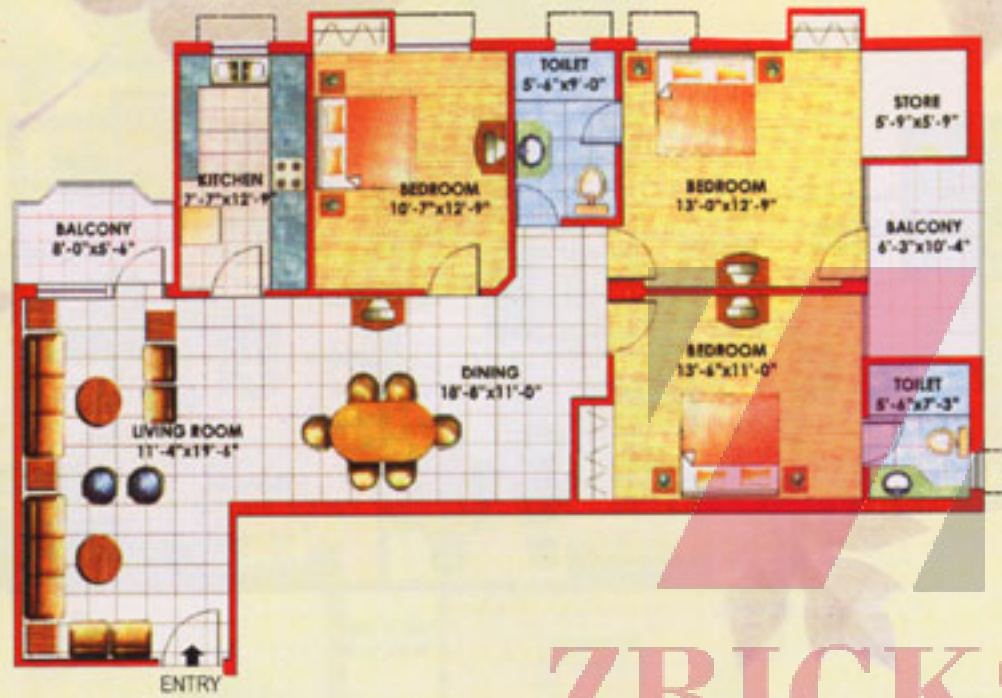 TOILET
5'-6"x9'-0"
STORE
5'-9"x5'-9"
KITCHEN
7'-7"x12'-9"
BEDROOM
10'-7"x12'-9"
BEDROOM
13'-0"x12'-9"
BALCONY
8'-0"x5'-6"
BALCONY
6'-3"x10'-4"
BEDROOM
13'-6"x11'-0"
DINING
18'-8"x11'-0"
TOILET
5'-6"x7'-3"
LIVING ROOM
11'-4"x19'-6"
ENTRY
ZRICK